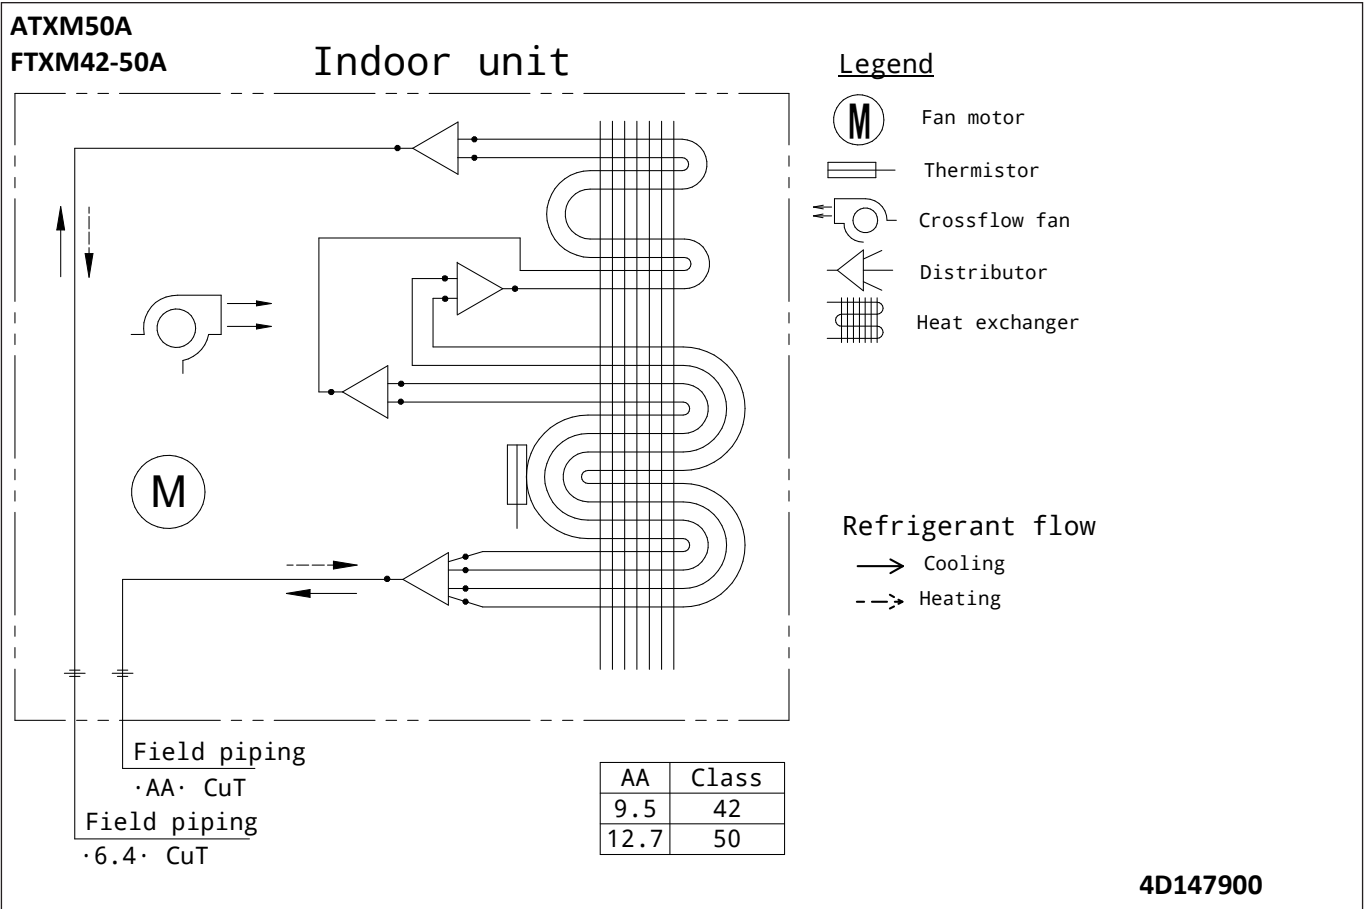 ATXM50A
FTXM42-50A
Indoor unit
Legend
M Fan motor
Thermistor
Crossflow fan
Distributor
Heat exchanger
M
Refrigerant flow
Cooling
Heating
Field piping
·AA· CuT
Field piping
·6.4· CuT
AA Class
9.5 42
12.7 50
4D147900